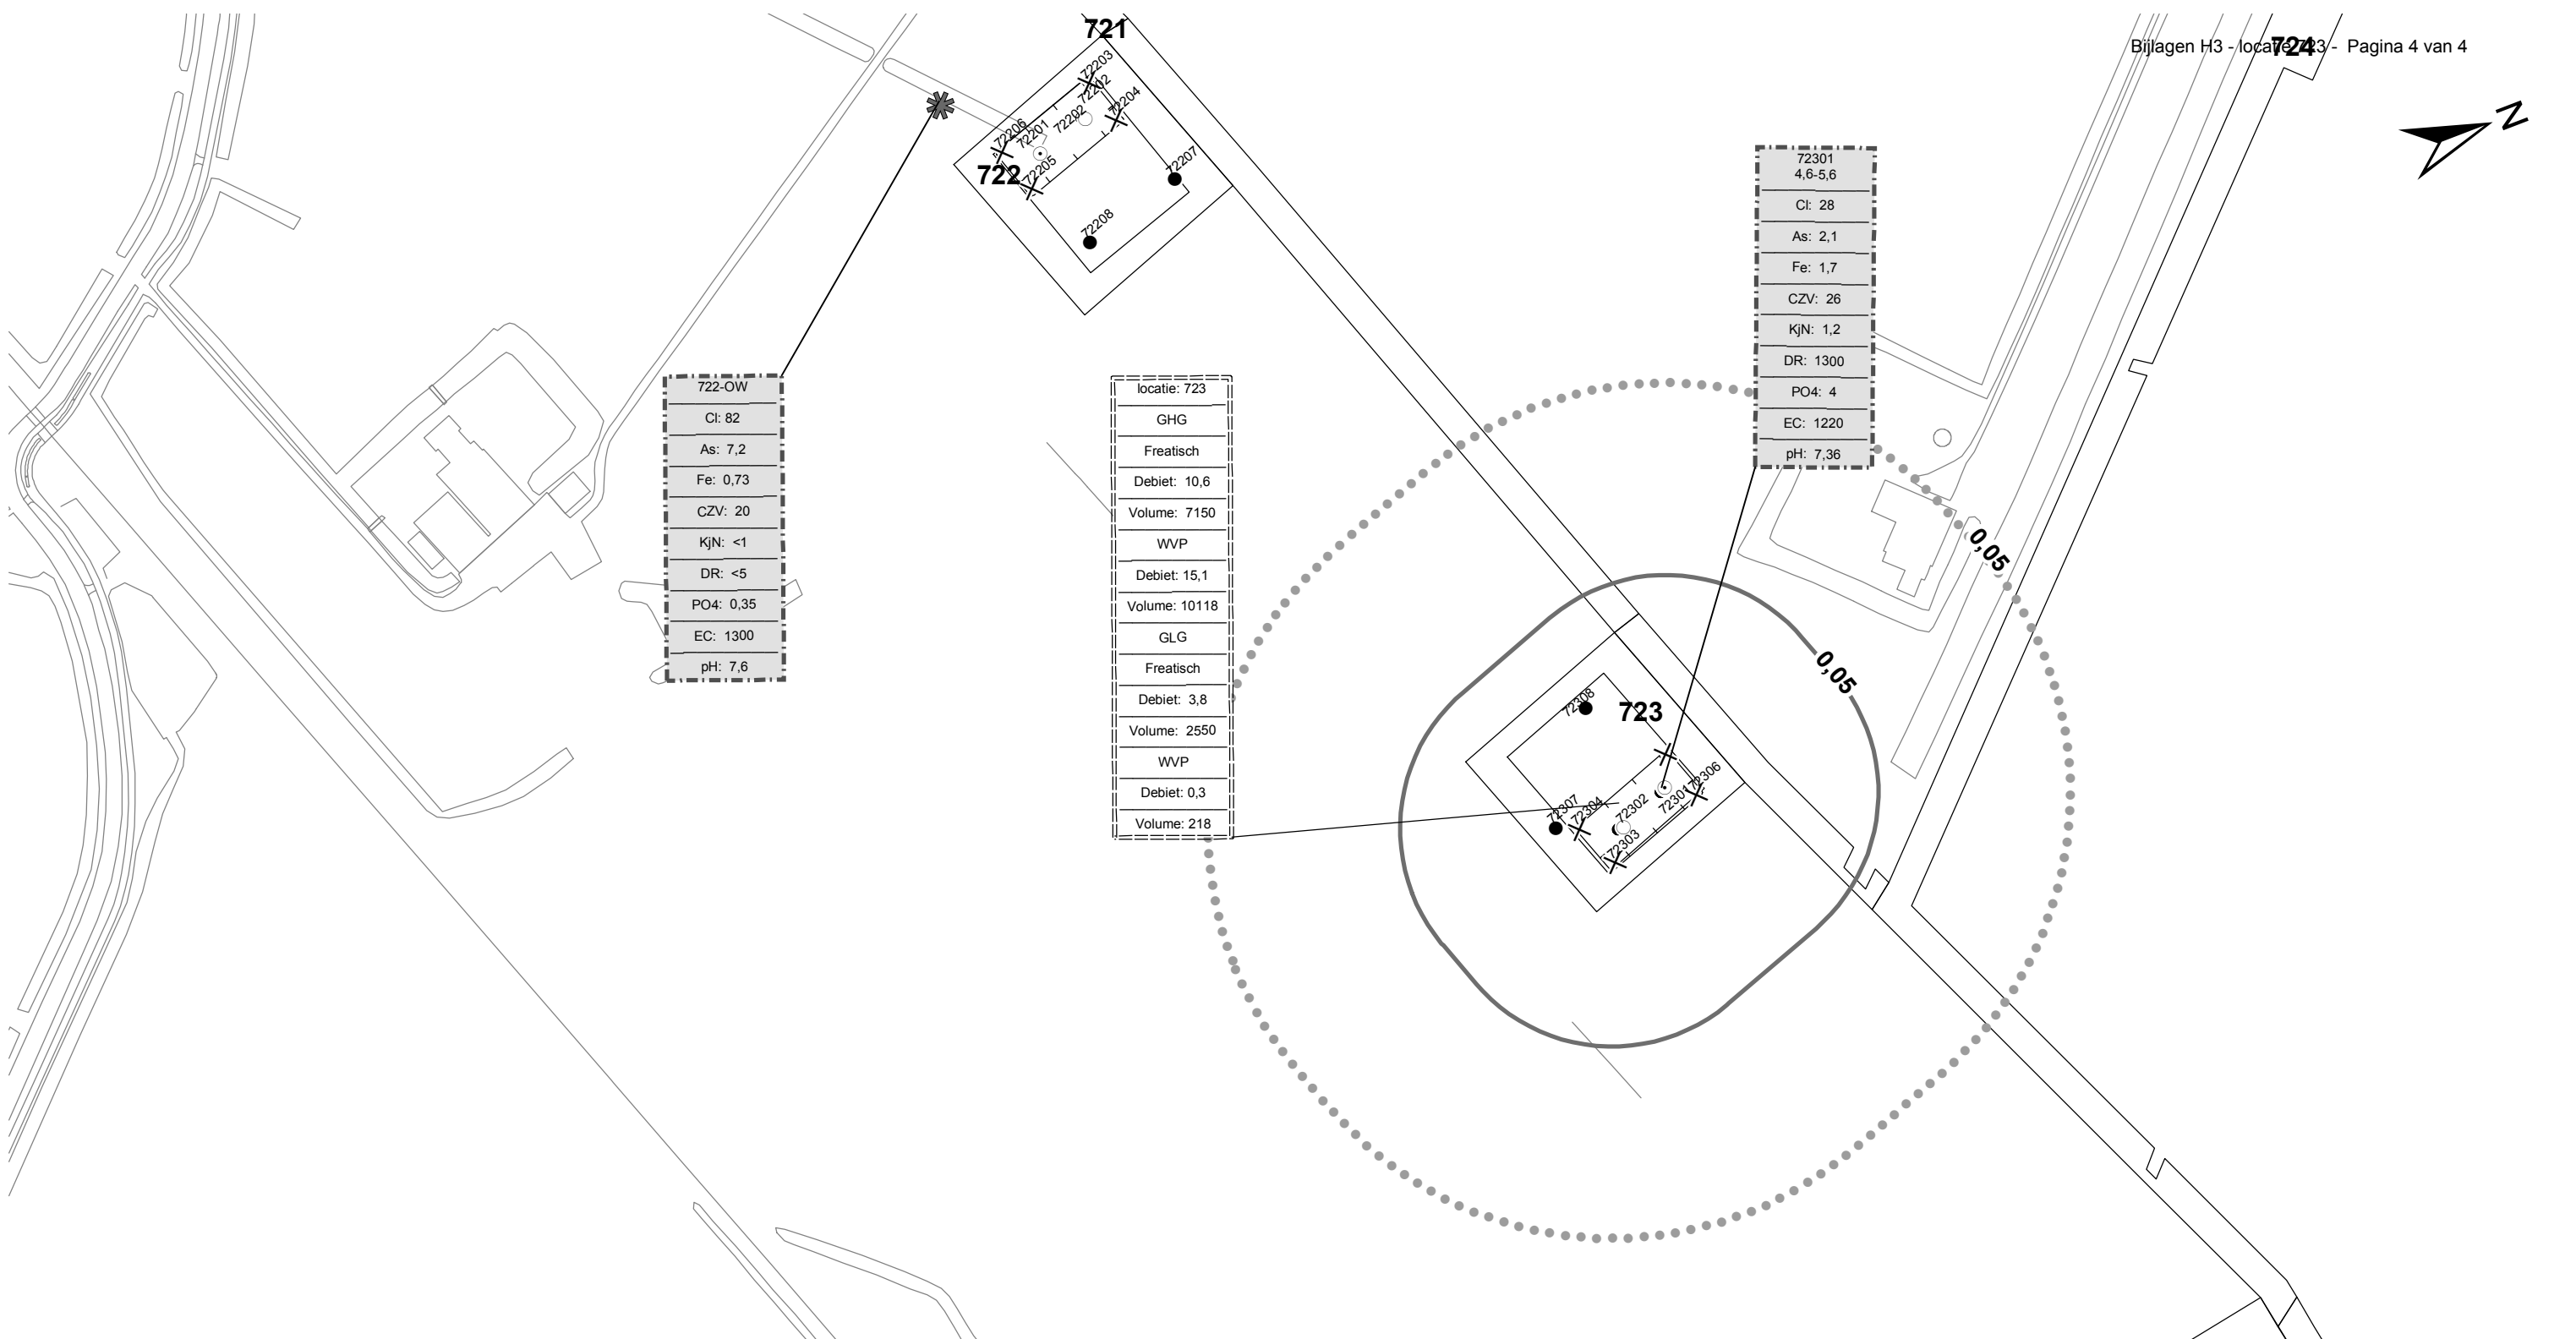 721
Bijlagen H3 - locatie 723 - Pagina 4 van 4
724
N
72203
72202
72204
72202
72206
72201
722
72205
72207
72208
72301
4,6-5,6
Cl: 28
As: 2,1
Fe: 1,7
CZV: 26
KjN: 1,2
DR: 1300
PO4: 4
EC: 1220
pH: 7,36
722-OW
Cl: 82
As: 7,2
Fe: 0,73
CZV: 20
KjN: <1
DR: <5
PO4: 0,35
EC: 1300
pH: 7,6
locatie: 723
GHG
Freatisch
Debiet: 10,6
Volume: 7150
WVP
Debiet: 15,1
Volume: 10118
GLG
Freatisch
Debiet: 3,8
Volume: 2550
WVP
Debiet: 0,3
Volume: 218
0,05
0,05
72308
723
72306
72301
72307
72304
72302
72303